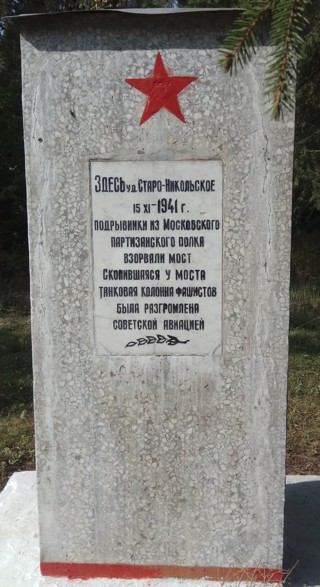 ЗДЕСЬ у д. СТАРО-НИКОЛЬСКОЕ
15 XI-1941 г.
ПОДРЫВНИКИ ИЗ МОСКОВСКОГО
ПАРТИЗАНСКОГО ПОЛКА
ВЗОРВАЛИ МОСТ
СКОПИВШАЯСЯ У МОСТА
ТАНКОВАЯ КОЛОННА ФАШИСТОВ
БЫЛА РАЗГРОМЛЕНА
СОВЕТСКОЙ АВИАЦИЕЙ